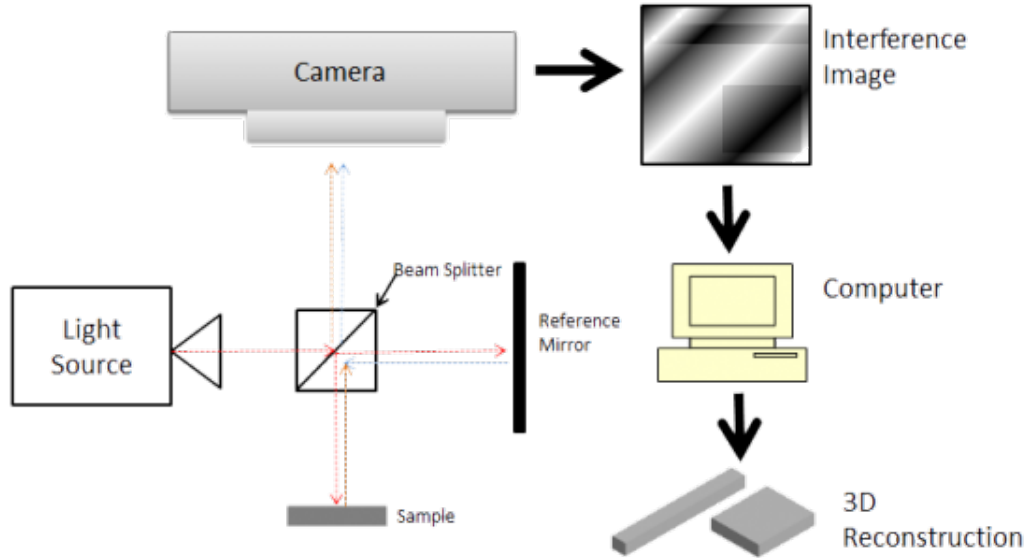 Camera
Interference
Image
Beam Splitter
Light
Source
Reference
Mirror
Computer
Sample
3D
Reconstruction